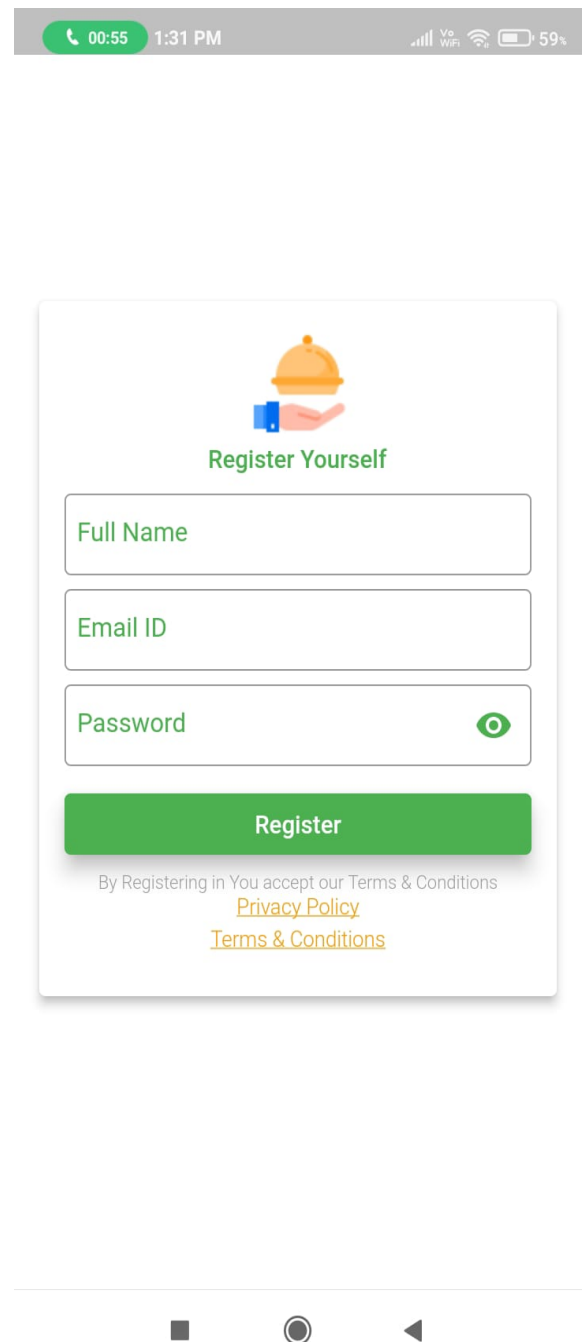 00:55 1:31 PM Vo WiFi 59%
Register Yourself
Full Name
Email ID
Password
Register
By Registering in You accept our Terms & Conditions
Privacy Policy
Terms & Conditions